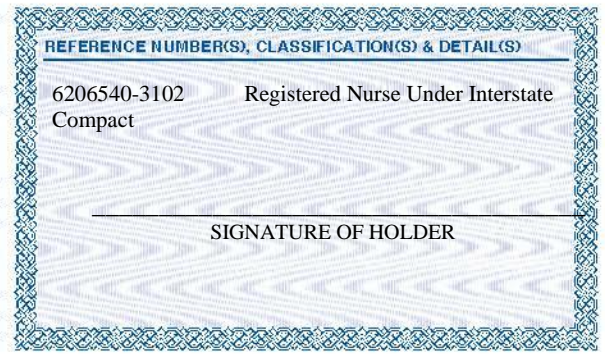 REFERENCE NUMBER(S), CLASSIFICATION(S) & DETAIL(S)
6206540-3102 Registered Nurse Under Interstate
Compact
SIGNATURE OF HOLDER